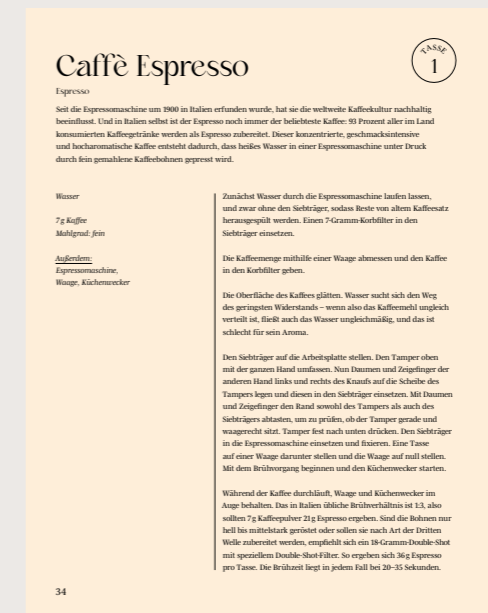 Caffè Espresso
TASSE
1
Espresso
Seit die Espressomaschine um 1900 in Italien erfunden wurde, hat sie die weltweite Kaffeekultur nachhaltig
beeinflusst. Und in Italien selbst ist der Espresso noch immer der beliebteste Kaffee: 93 Prozent aller im Land
konsumierten Kaffeegetränke werden als Espresso zubereitet. Dieser konzentrierte, geschmacksintensive
und hocharomatische Kaffee entsteht dadurch, dass heißes Wasser in einer Espressomaschine unter Druck
durch fein gemahlene Kaffeebohnen gepresst wird.
Wasser
7 g Kaffee
Mahlgrad: fein
Außerdem:
Espressomaschine,
Waage, Küchenwecker
Zunächst Wasser durch die Espressomaschine laufen lassen,
und zwar ohne den Siebträger, sodass Reste von altem Kaffeesatz
herausgespült werden. Einen 7-Gramm-Korbfilter in den
Siebträger einsetzen.
Die Kaffeemenge mithilfe einer Waage abmessen und den Kaffee
in den Korbfilter geben.
Die Oberfläche des Kaffees glätten. Wasser sucht sich den Weg
des geringsten Widerstands – wenn also das Kaffeemehl ungleich
verteilt ist, fließt auch das Wasser ungleichmäßig, und das ist
schlecht für sein Aroma.
Den Siebträger auf die Arbeitsplatte stellen. Den Tamper oben
mit der ganzen Hand umfassen. Nun Daumen und Zeigefinger der
anderen Hand links und rechts des Knaufs auf die Scheibe des
Tampers legen und diesen in den Siebträger einsetzen. Mit Daumen
und Zeigefinger den Rand sowohl des Tampers als auch des
Siebträgers abtasten, um zu prüfen, ob der Tamper gerade und
waagerecht sitzt. Tamper fest nach unten drücken. Den Siebträger
in die Espressomaschine einsetzen und fixieren. Eine Tasse
auf einer Waage darunter stellen und die Waage auf null stellen.
Mit dem Brühvorgang beginnen und den Küchenwecker starten.
Während der Kaffee durchläuft, Waage und Küchenwecker im
Auge behalten. Das in Italien übliche Brühverhältnis ist 1:3, also
sollten 7 g Kaffeepulver 21 g Espresso ergeben. Sind die Bohnen nur
hell bis mittelstark geröstet oder sollen sie nach Art der Dritten
Welle zubereitet werden, empfiehlt sich ein 18-Gramm-Double-Shot
mit speziellem Double-Shot-Filter. So ergeben sich 36 g Espresso
pro Tasse. Die Brühzeit liegt in jedem Fall bei 20–35 Sekunden.
34